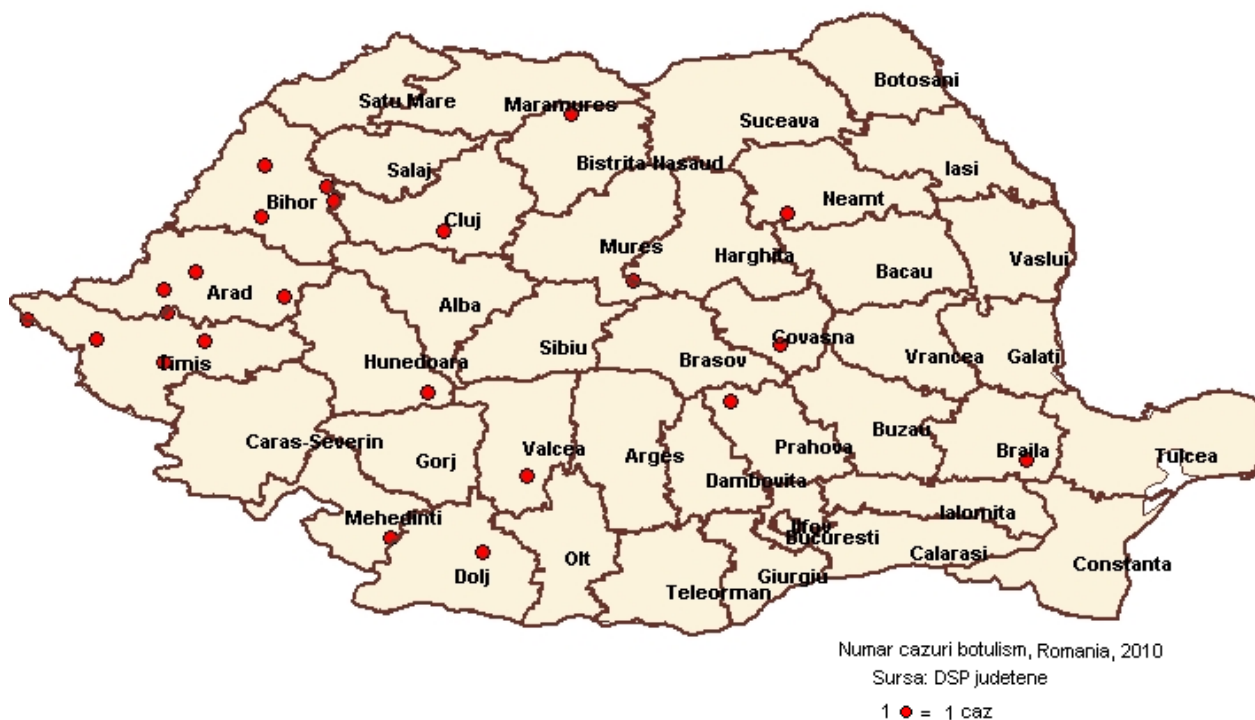 Botosani
Satu Mare
Maramures
Suceava
Bistrita-Nasaud
Iasi
Salaj
Neamt
Bihor
Cluj
Mures
Harghita
Vaslui
Bacau
Arad
Alba
Covasna
Sibiu
Brasov
Vrancea
Galati
Timis
Hunedoara
Caras-Severin
Buzau
Valcea
Arges
Prahova
Braila
Tulcea
Gorj
Dambovita
Ialomita
Mehedinti
Ilfov
Bucuresti
Calarasi
Olt
Constanta
Dolj
Giurgiu
Teleorman
Numar cazuri botulism, Romania, 2010
Sursa: DSP judetene
1 = 1 caz